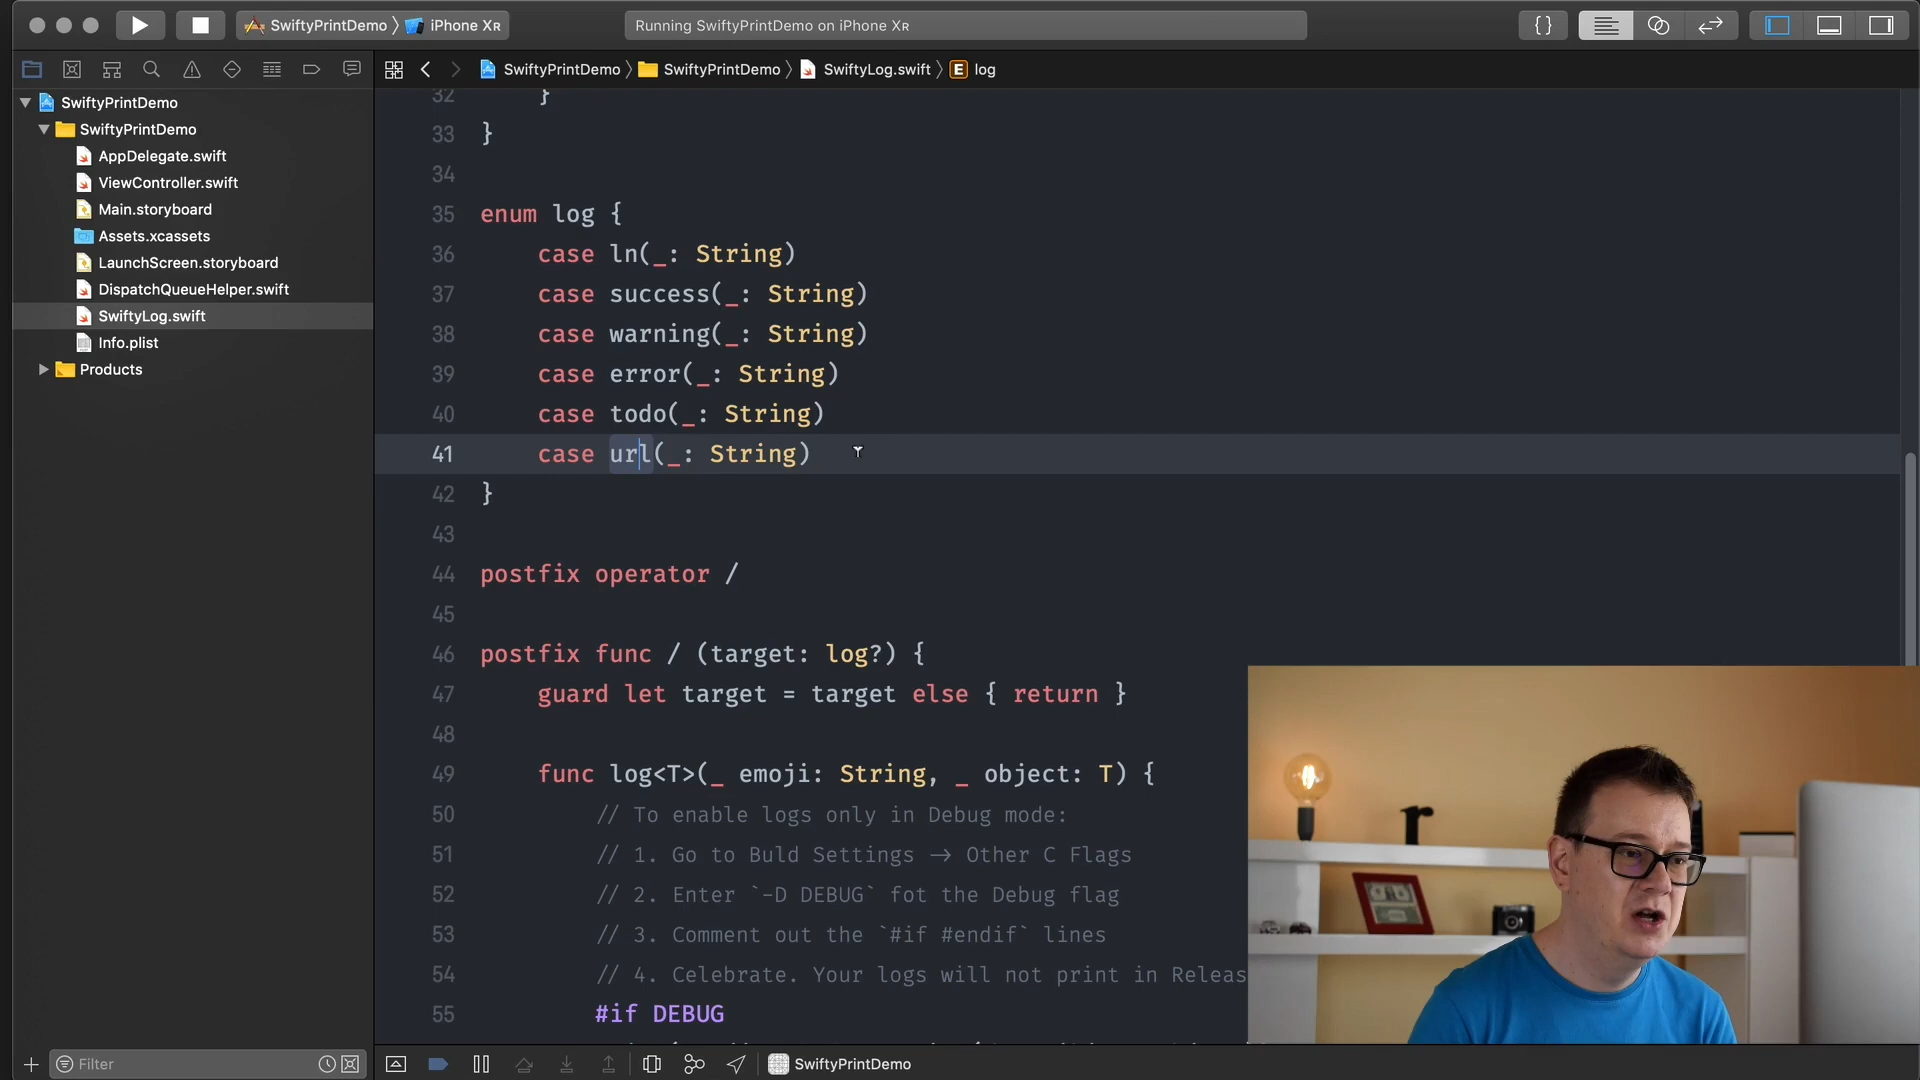 SwiftyPrintDemo 〉 iPhone XR
Running SwiftyPrintDemo on iPhone XR
{ }
SwiftyPrintDemo 〉 SwiftyPrintDemo 〉 SwiftyLog.swift 〉 E log
SwiftyPrintDemo
SwiftyPrintDemo
AppDelegate.swift
ViewController.swift
Main.storyboard
Assets.xcassets
LaunchScreen.storyboard
DispatchQueueHelper.swift
SwiftyLog.swift
Info.plist
Products
32 }
33 }
34
35 enum log {
36 case ln(_: String)
37 case success(_: String)
38 case warning(_: String)
39 case error(_: String)
40 case todo(_: String)
41 case url(_: String)
42 }
43
44 postfix operator /
45
46 postfix func / (target: log?) {
47 guard let target = target else { return }
48
49 func log<T>(_ emoji: String, _ object: T) {
50 // To enable logs only in Debug mode:
51 // 1. Go to Buld Settings -> Other C Flags
52 // 2. Enter `-D DEBUG` fot the Debug flag
53 // 3. Comment out the `#if #endif` lines
54 // 4. Celebrate. Your logs will not print in Releas
55 #if DEBUG
Filter
SwiftyPrintDemo